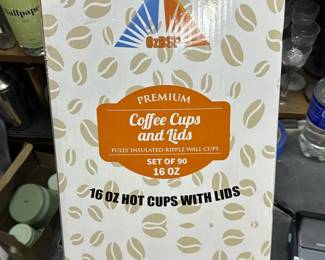 Wallpape
PREMIUM
Coffee Cups
and Lids
FULLY INSULATED RIPPLE WALL CUPS
SET OF 90
16 OZ
16 OZ HOT CUPS WITH LIDS